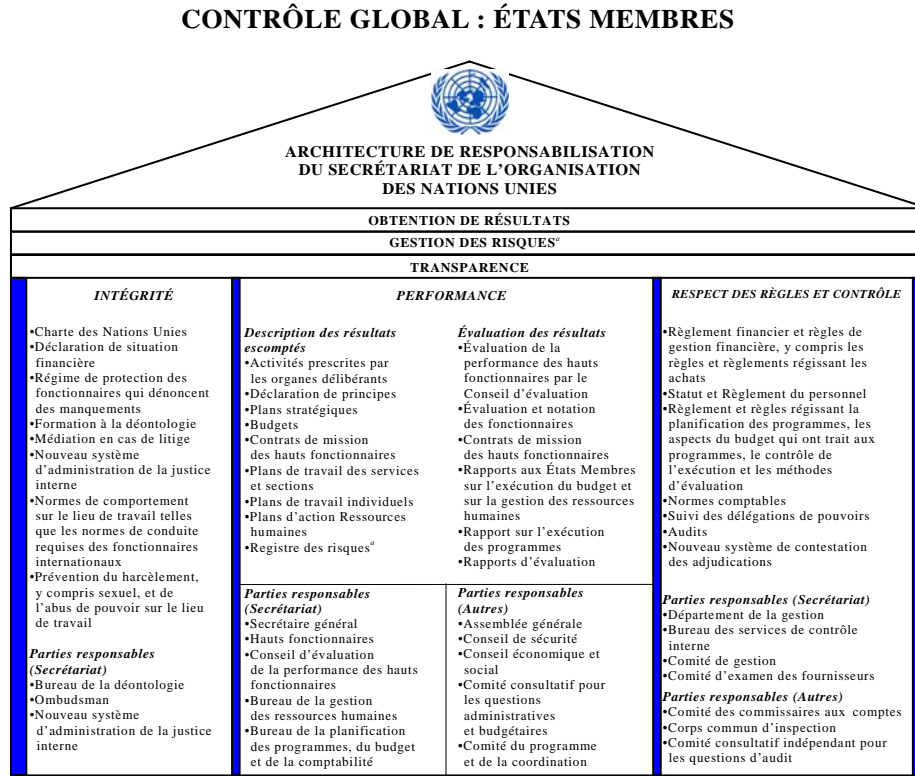 CONTRÔLE GLOBAL : ÉTATS MEMBRES
ARCHITECTURE DE RESPONSABILISATION
DU SECRÉTARIAT DE L'ORGANISATION
DES NATIONS UNIES
OBTENTION DE RÉSULTATS
GESTION DES RISQUESᵃ
TRANSPARENCE
INTÉGRITÉ
•Charte des Nations Unies
•Déclaration de situation
financière
•Régime de protection des
fonctionnaires qui dénoncent
des manquements
•Formation à la déontologie
•Médiation en cas de litige
•Nouveau système
d'administration de la justice
interne
•Normes de comportement
sur le lieu de travail telles
que les normes de conduite
requises des fonctionnaires
internationaux
•Prévention du harcèlement,
y compris sexuel, et de
l'abus de pouvoir sur le lieu
de travail
Parties responsables
(Secrétariat)
•Bureau de la déontologie
•Ombudsman
•Nouveau système
d'administration de la justice
interne
PERFORMANCE
Description des résultats
escomptés
•Activités prescrites par
les organes délibérants
•Déclaration de principes
•Plans stratégiques
•Budgets
•Contrats de mission
des hauts fonctionnaires
•Plans de travail des services
et sections
•Plans de travail individuels
•Plans d'action Ressources
humaines
•Registre des risquesᵃ
Parties responsables
(Secrétariat)
•Secrétaire général
•Hauts fonctionnaires
•Conseil d'évaluation
de la performance des hauts
fonctionnaires
•Bureau de la gestion
des ressources humaines
•Bureau de la planification
des programmes, du budget
et de la comptabilité
Évaluation des résultats
•Évaluation de la
performance des hauts
fonctionnaires par le
Conseil d'évaluation
•Évaluation et notation
des fonctionnaires
•Contrats de mission
des hauts fonctionnaires
•Rapports aux États Membres
sur l'exécution du budget et
sur la gestion des ressources
humaines
•Rapport sur l'exécution
des programmes
•Rapports d'évaluation
Parties responsables
(Autres)
•Assemblée générale
•Conseil de sécurité
•Conseil économique et
social
•Comité consultatif pour
les questions
administratives
et budgétaires
•Comité du programme
et de la coordination
RESPECT DES RÈGLES ET CONTRÔLE
•Règlement financier et règles de
gestion financière, y compris les
règles et règlements régissant les
achats
•Statut et Règlement du personnel
•Règlement et règles régissant la
planification des programmes, les
aspects du budget qui ont trait aux
programmes, le contrôle de
l'exécution et les méthodes
d'évaluation
•Normes comptables
•Suivi des délégations de pouvoirs
•Audits
•Nouveau système de contestation
des adjudications
Parties responsables (Secrétariat)
•Département de la gestion
•Bureau des services de contrôle
interne
•Comité de gestion
•Comité d'examen des fournisseurs
Parties responsables (Autres)
•Comité des commissaires aux comptes
•Corps commun d'inspection
•Comité consultatif indépendant pour
les questions d'audit